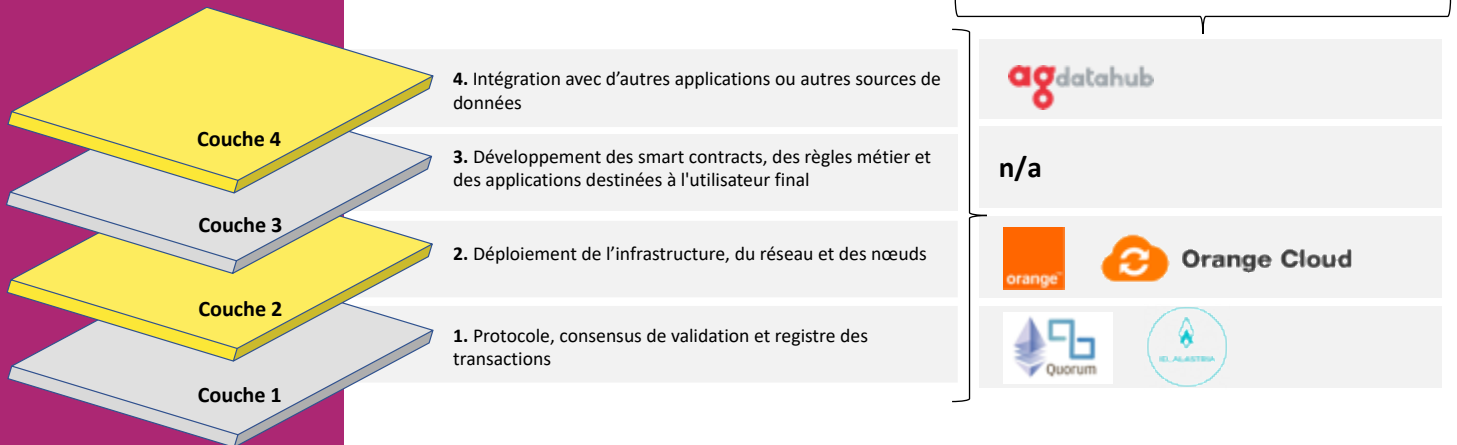 Couche 4
4. Intégration avec d'autres applications ou autres sources de
données
agdatahub
Couche 3
3. Développement des smart contracts, des règles métier et
des applications destinées à l'utilisateur final
n/a
Couche 2
2. Déploiement de l'infrastructure, du réseau et des nœuds
orange™
Orange Cloud
Couche 1
1. Protocole, consensus de validation et registre des
transactions
Quorum
ID_ALASTRIA